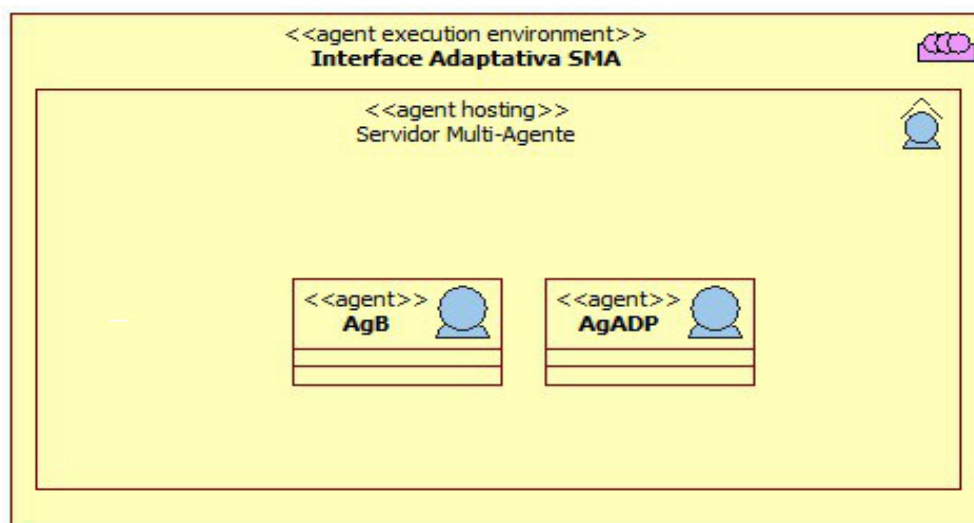 <<agent execution environment>>
Interface Adaptativa SMA
<<agent hosting>>
Servidor Multi-Agente
<<agent>>
AgB
<<agent>>
AgADP